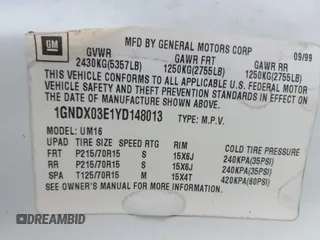 GM
MFD BY GENERAL MOTORS CORP
09/99
GVWR GAWR FRT GAWR RR
2430KG(5357LB) 1250KG(2755LB) 1250KG(2755LB)
THIS VEHICLE CONFORMS TO ALL APPLICABLE U.S. FEDERAL MOTOR
VEHICLE SAFETY AND THEFT PREVENTION STANDARDS IN EFFECT ON
THE DATE OF MANUFACTURE SHOWN ABOVE.
1GNDX03E1YD148013 TYPE: M.P.V.
MODEL: UM16
UPAD TIRE SIZE SPEED RTG RIM COLD TIRE PRESSURE
FRT P215/70R15 S 15X6J 240KPA(35PSI)
RR P215/70R15 S 15X6J 240KPA(35PSI)
SPA T125/70R15 M 15X4T 420KPA(60PSI)
SEE OWNER'S MANUAL FOR MORE INFORMATION.
DREAMBID